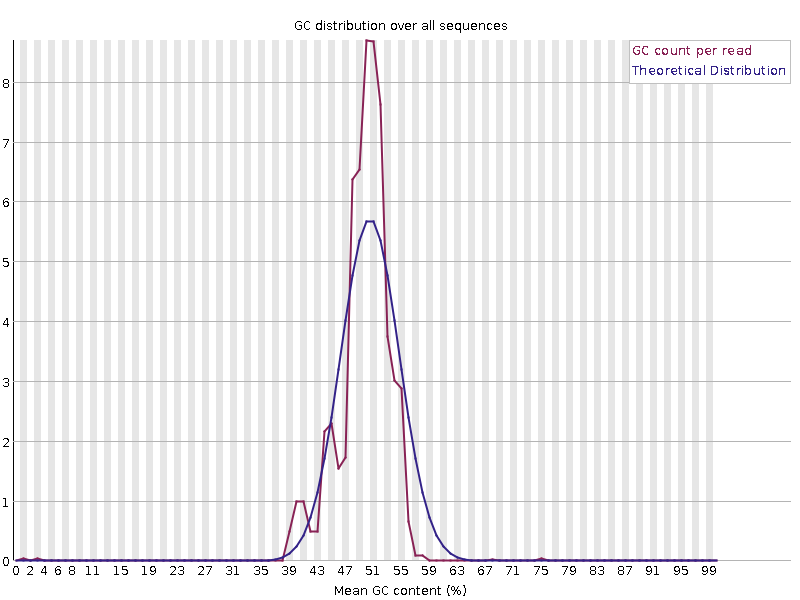 GC distribution over all sequences
GC count per read
Theoretical Distribution
8
7
6
5
4
3
2
1
0
0 2 4 6 8 11 15 19 23 27 31 35 39 43 47 51 55 59 63 67 71 75 79 83 87 91 95 99
Mean GC content (%)